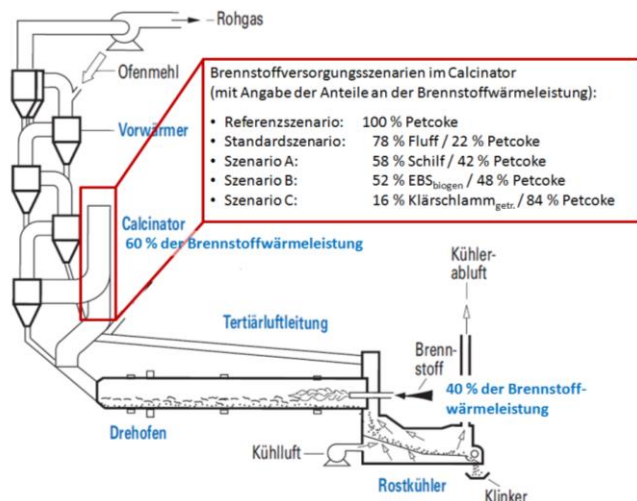 Rohgas
Ofenmehl
Brennstoffversorgungsszenarien im Calcinator
(mit Angabe der Anteile an der Brennstoffwärmeleistung):
• Referenzszenario: 100 % Petcoke
• Standardszenario: 78 % Fluff / 22 % Petcoke
• Szenario A: 58 % Schilf / 42 % Petcoke
• Szenario B: 52 % EBSbiogen / 48 % Petcoke
• Szenario C: 16 % Klärschlammgetr. / 84 % Petcoke
Vorwärmer
Calcinator
60 % der Brennstoffwärmeleistung
Kühler-
abluft
Tertiärluftleitung
Brenn-
stoff
40 % der Brennstoff-
wärmeleistung
Drehofen
Kühlluft
Rostkühler
Klinker